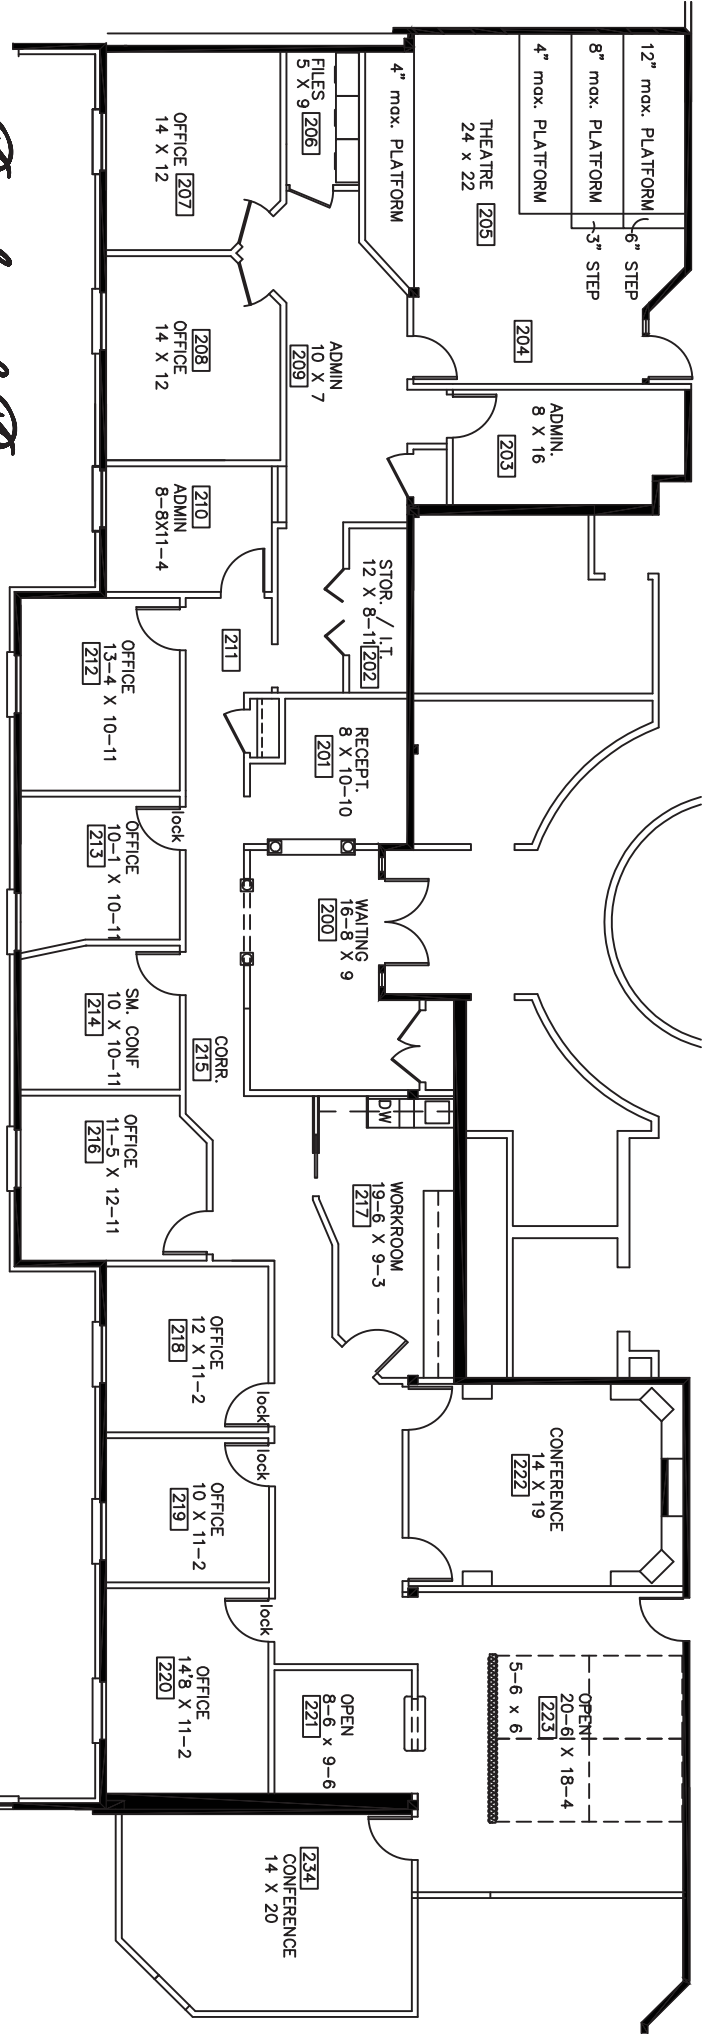 12" max. PLATFORM
8" max. PLATFORM
4" max. PLATFORM
6" STEP
3" STEP
THEATRE
24 x 22
205
204
4" max. PLATFORM
FILES
5 X 9
206
OFFICE
14 X 12
207
208
OFFICE
14 X 12
ADMIN
10 X 7
209
ADMIN.
8 X 16
203
210
ADMIN
8-8X11-4
STOR. / I.T.
12 X 8-11
202
211
OFFICE
13-4 X 10-11
212
RECEPT.
8 X 10-10
201
lock
OFFICE
10-1 X 10-11
213
WAITING
16-8 X 9
200
SM. CONF
10 X 10-11
214
CORR.
215
OFFICE
11-5 X 12-11
216
DW
WORKROOM
19-6 X 9-3
217
OFFICE
12 X 11-2
218
lock
lock
OFFICE
10 X 11-2
219
CONFERENCE
14 X 19
222
lock
OFFICE
14'8 X 11-2
220
OPEN
8-6 x 9-6
221
OPEN
20-6 X 18-4
223
5-6 x 6
234
CONFERENCE
14 X 20